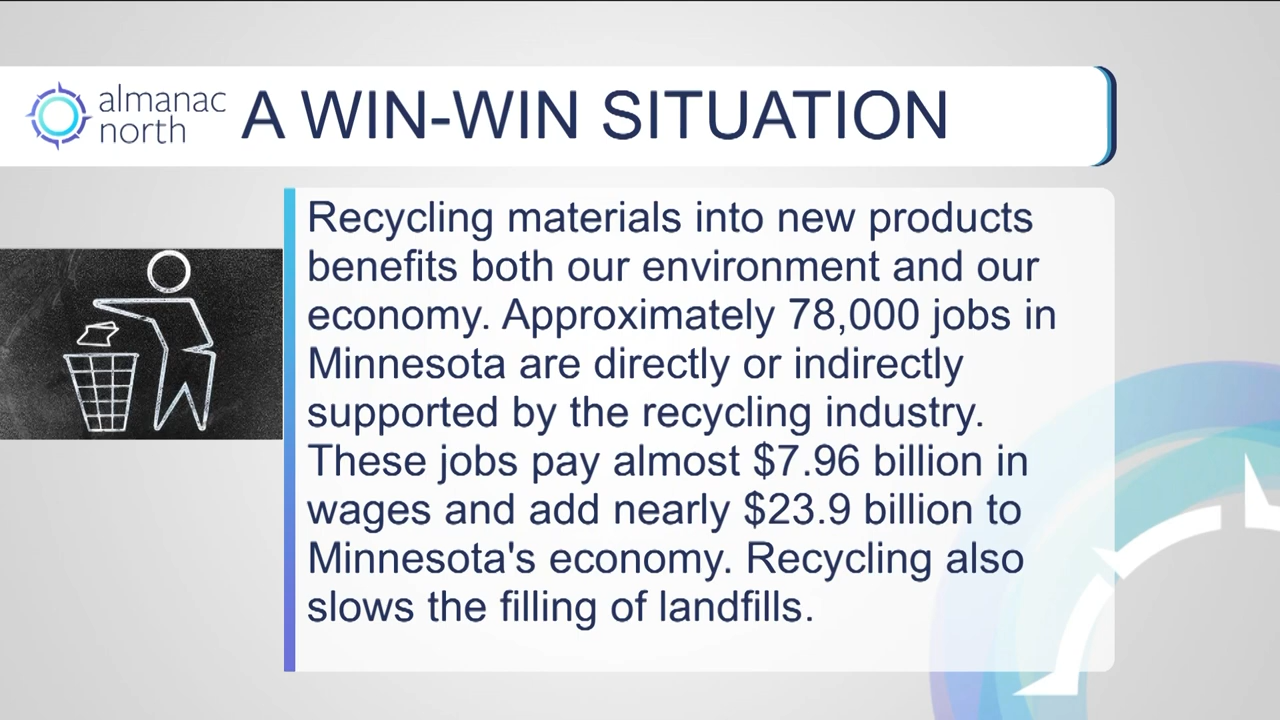 almanac
north
A WIN-WIN SITUATION
Recycling materials into new products
benefits both our environment and our
economy. Approximately 78,000 jobs in
Minnesota are directly or indirectly
supported by the recycling industry.
These jobs pay almost $7.96 billion in
wages and add nearly $23.9 billion to
Minnesota's economy. Recycling also
slows the filling of landfills.